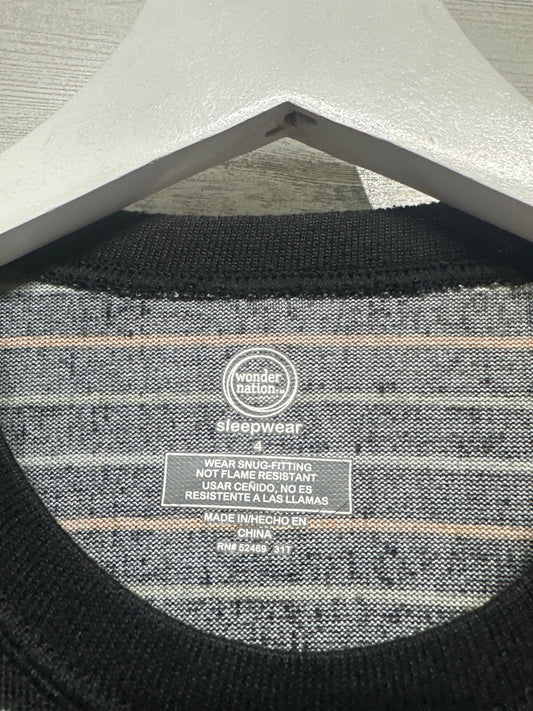 wonder
nation™
sleepwear
4
WEAR SNUG-FITTING
NOT FLAME RESISTANT
USAR CEÑIDO, NO ES
RESISTENTE A LAS LLAMAS
MADE IN/HECHO EN
CHINA
RN# 52469 31T